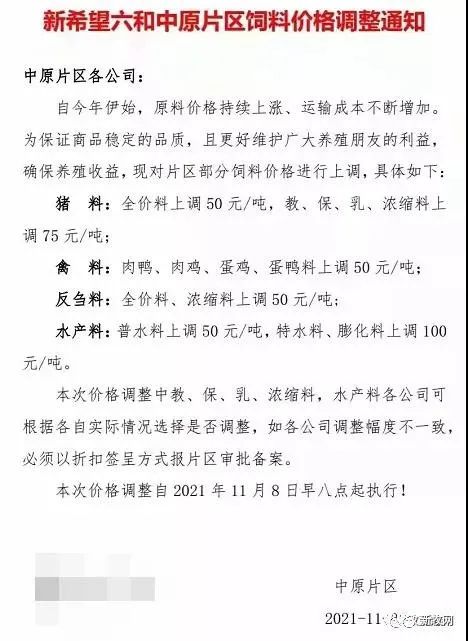 新希望六和中原片区饲料价格调整通知
中原片区各公司：
自今年伊始，原料价格持续上涨、运输成本不断增加。
为保证商品稳定的品质，且更好维护广大养殖朋友的利益，
确保养殖收益，现对片区部分饲料价格进行上调，具体如下：
猪 料：全价料上调 50 元/吨，教、保、乳、浓缩料上
调 75 元/吨；
禽 料：肉鸭、肉鸡、蛋鸡、蛋鸭料上调 50 元/吨；
反刍料：全价料、浓缩料上调 50 元/吨；
水产料：普水料上调 50 元/吨，特水料、膨化料上调 100
元/吨。
本次价格调整中教、保、乳、浓缩料，水产料各公司可
根据各自实际情况选择是否调整，如各公司调整幅度不一致，
必须以折扣签呈方式报片区审批备案。
本次价格调整自 2021 年 11 月 8 日早八点起执行！
中原片区
2021-11
新牧网